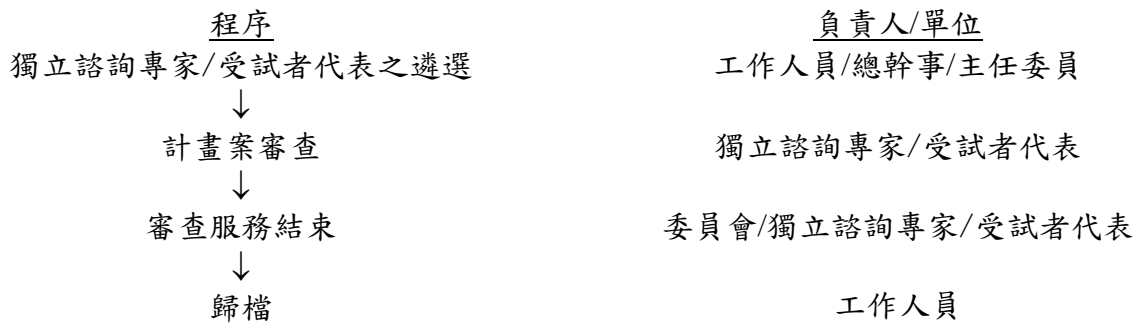 程序 負責人/單位
獨立諮詢專家/受試者代表之遴選 工作人員/總幹事/主任委員
↓
計畫案審查 獨立諮詢專家/受試者代表
↓
審查服務結束 委員會/獨立諮詢專家/受試者代表
↓
歸檔 工作人員